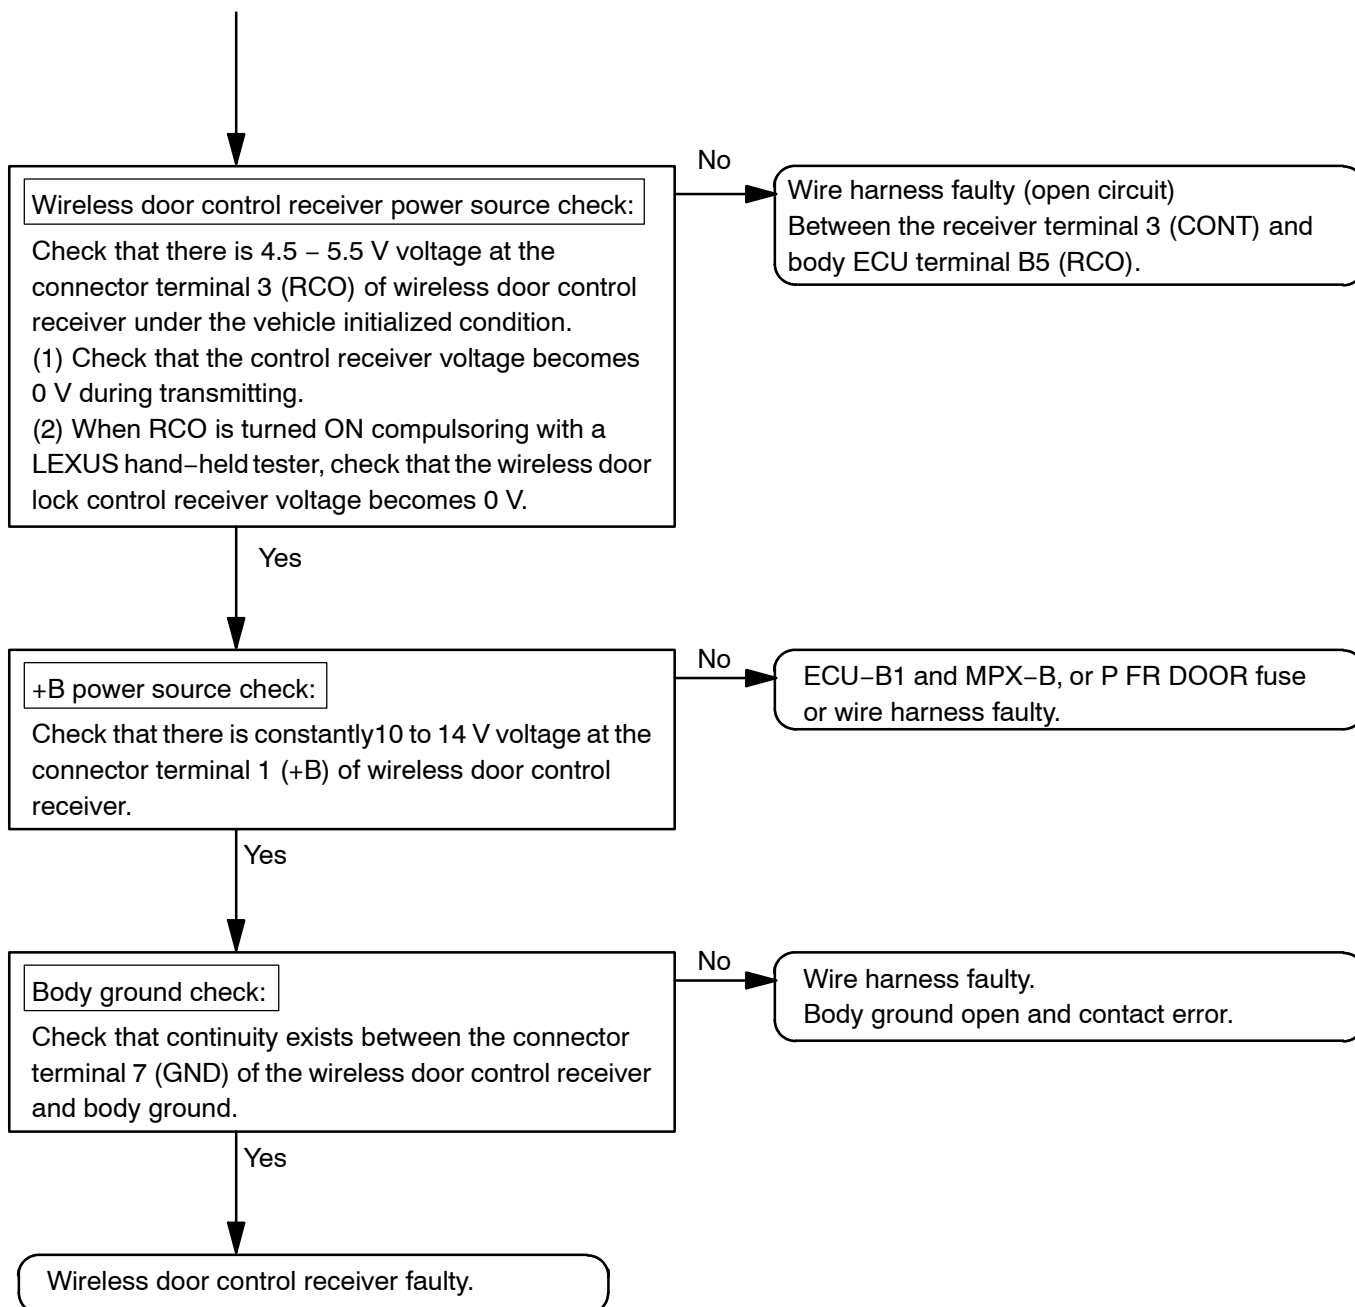 No
Wireless door control receiver power source check:
Check that there is 4.5 – 5.5 V voltage at the
connector terminal 3 (RCO) of wireless door control
receiver under the vehicle initialized condition.
(1) Check that the control receiver voltage becomes
0 V during transmitting.
(2) When RCO is turned ON compulsoring with a
LEXUS hand–held tester, check that the wireless door
lock control receiver voltage becomes 0 V.
Wire harness faulty (open circuit)
Between the receiver terminal 3 (CONT) and
body ECU terminal B5 (RCO).
Yes
No
+B power source check:
Check that there is constantly10 to 14 V voltage at the
connector terminal 1 (+B) of wireless door control
receiver.
ECU–B1 and MPX–B, or P FR DOOR fuse
or wire harness faulty.
Yes
No
Body ground check:
Check that continuity exists between the connector
terminal 7 (GND) of the wireless door control receiver
and body ground.
Wire harness faulty.
Body ground open and contact error.
Yes
Wireless door control receiver faulty.